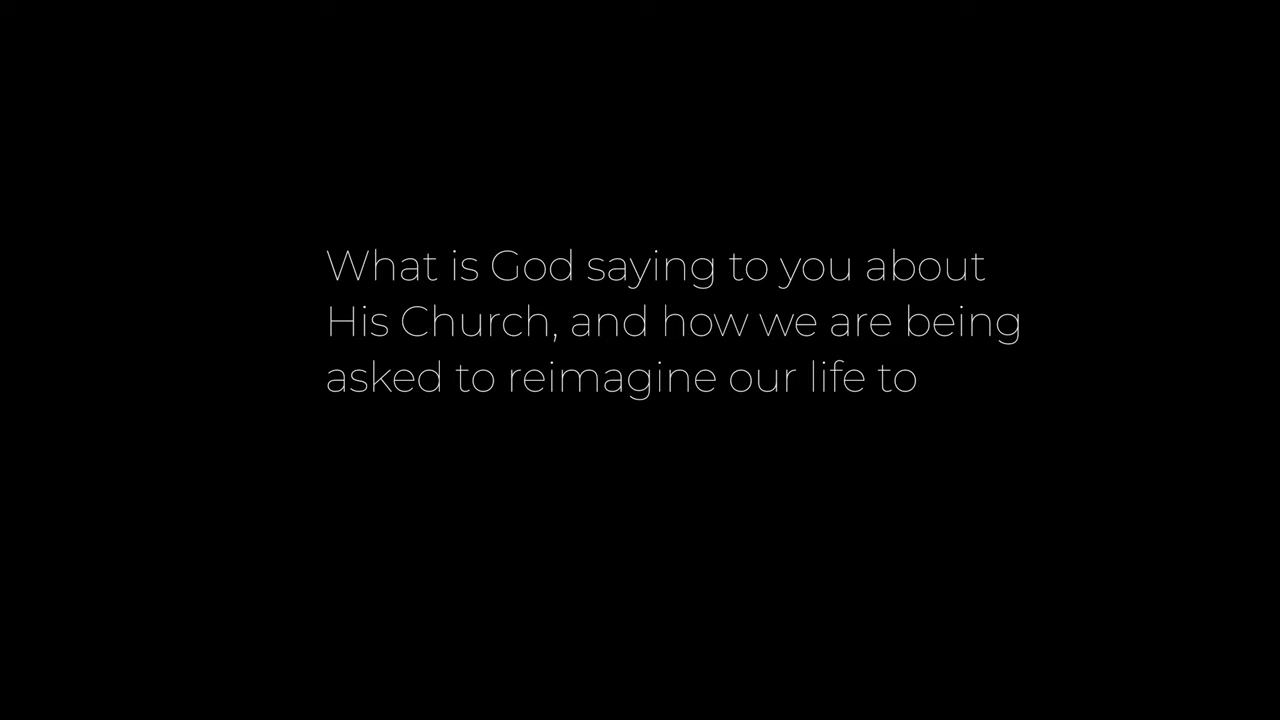 What is God saying to you about
His Church, and how we are being
asked to reimagine our life to